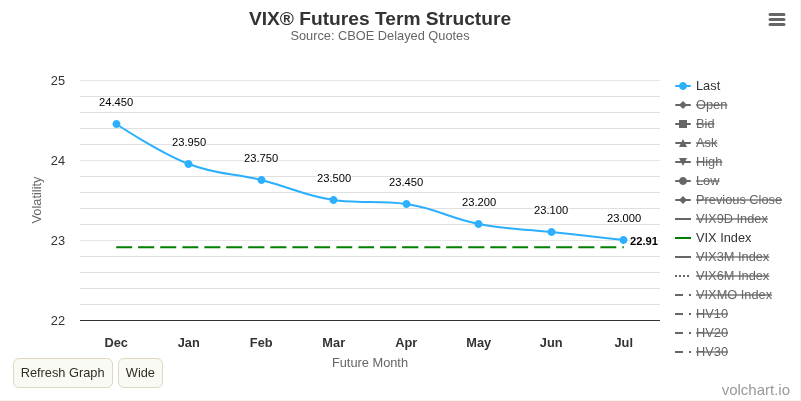 VIX® Futures Term Structure
Source: CBOE Delayed Quotes
25
24
23
22
Volatility
24.450
23.950
23.750
23.500
23.450
23.200
23.100
23.000
22.91
Dec Jan Feb Mar Apr May Jun Jul
Future Month
Last
Open
Bid
Ask
High
Low
Previous Close
VIX9D Index
VIX Index
VIX3M Index
VIX6M Index
VIXMO Index
HV10
HV20
HV30
Refresh Graph Wide
volchart.io